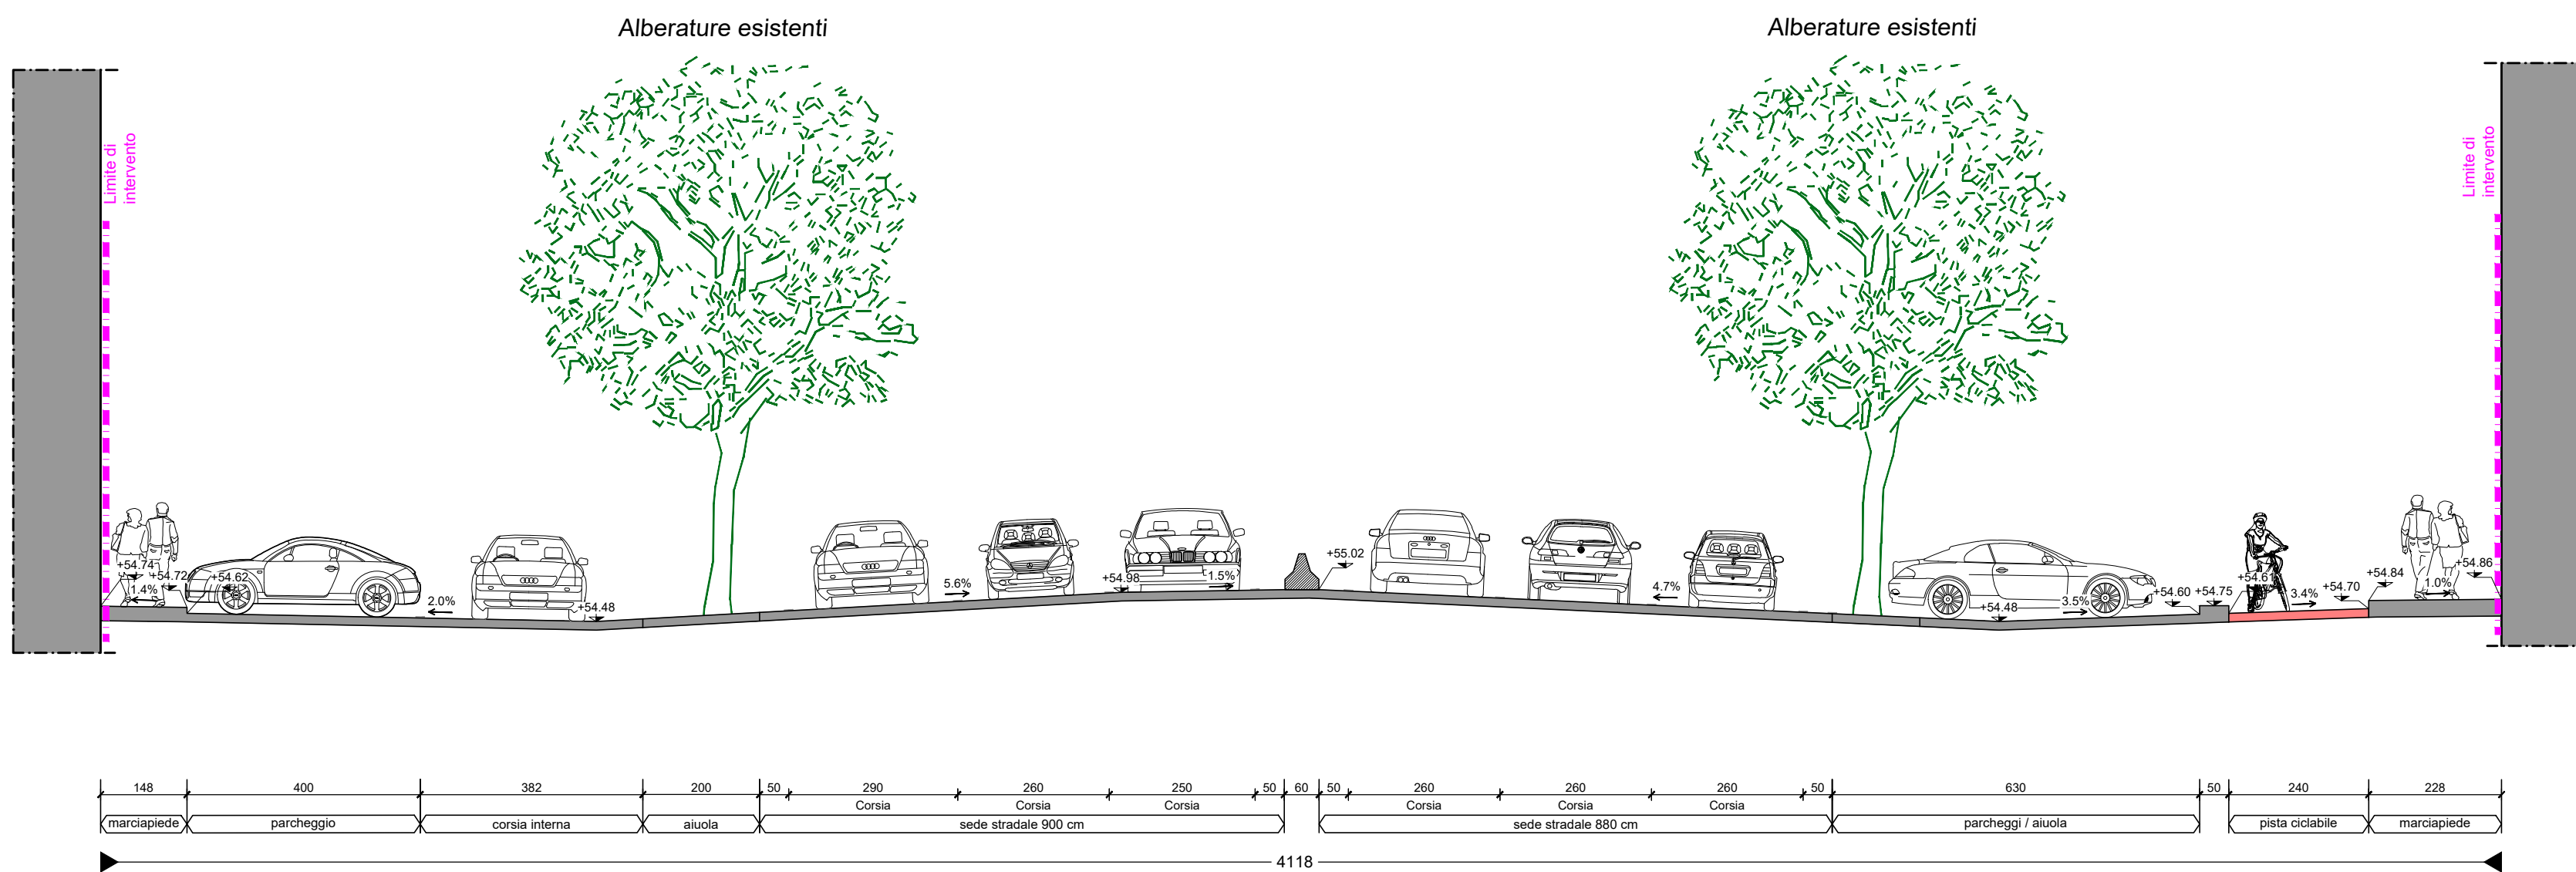 Alberature esistenti
Alberature esistenti
Limite di
intervento
Limite di
intervento
+54.74
+54.72
+54.62
1.4%
2.0%
+54.48
5.6%
+54.98
1.5%
+55.02
4.7%
+54.48
3.5%
+54.60
+54.75
+54.61
3.4%
+54.70
+54.84
1.0%
+54.86
148
400
382
200
50
290
260
250
50
60
50
260
260
260
50
630
50
240
228
Corsia
Corsia
Corsia
Corsia
Corsia
Corsia
marciapiede
parcheggio
corsia interna
aiuola
sede stradale 900 cm
sede stradale 880 cm
parcheggi / aiuola
pista ciclabile
marciapiede
4118